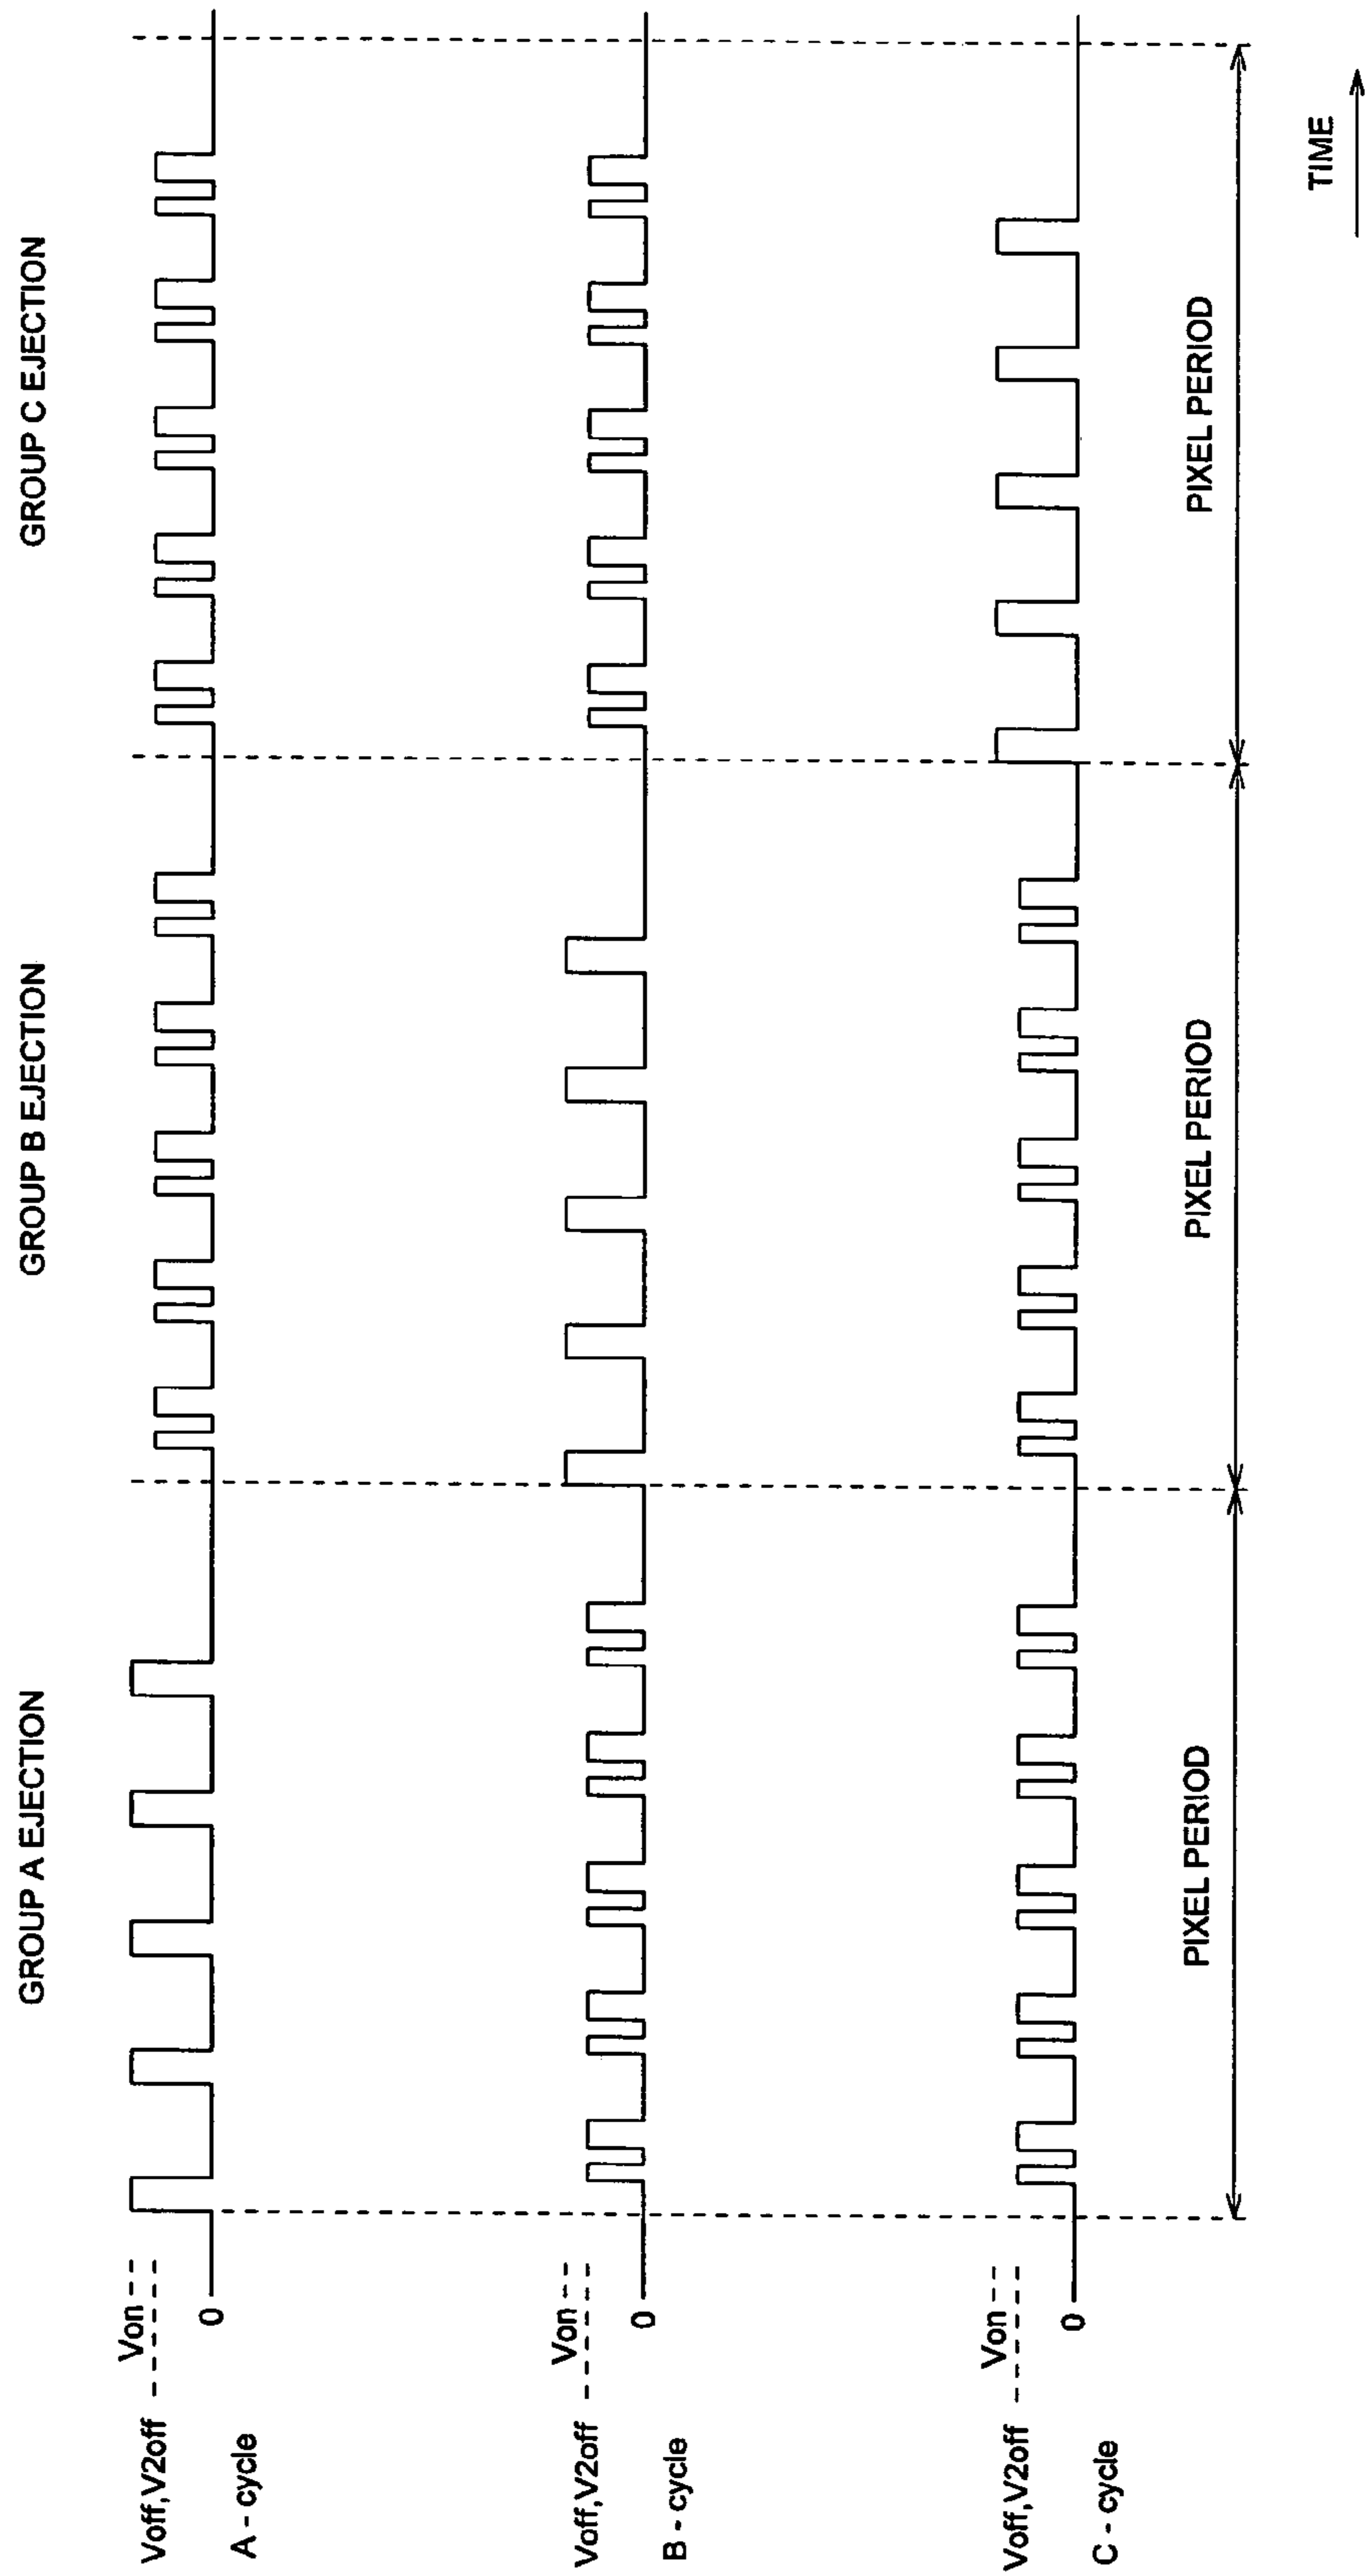 GROUP A EJECTION
GROUP B EJECTION
GROUP C EJECTION
Von
Voff,V2off
0
A - cycle
Von
Voff,V2off
0
B - cycle
Von
Voff,V2off
0
C - cycle
PIXEL PERIOD
PIXEL PERIOD
PIXEL PERIOD
TIME